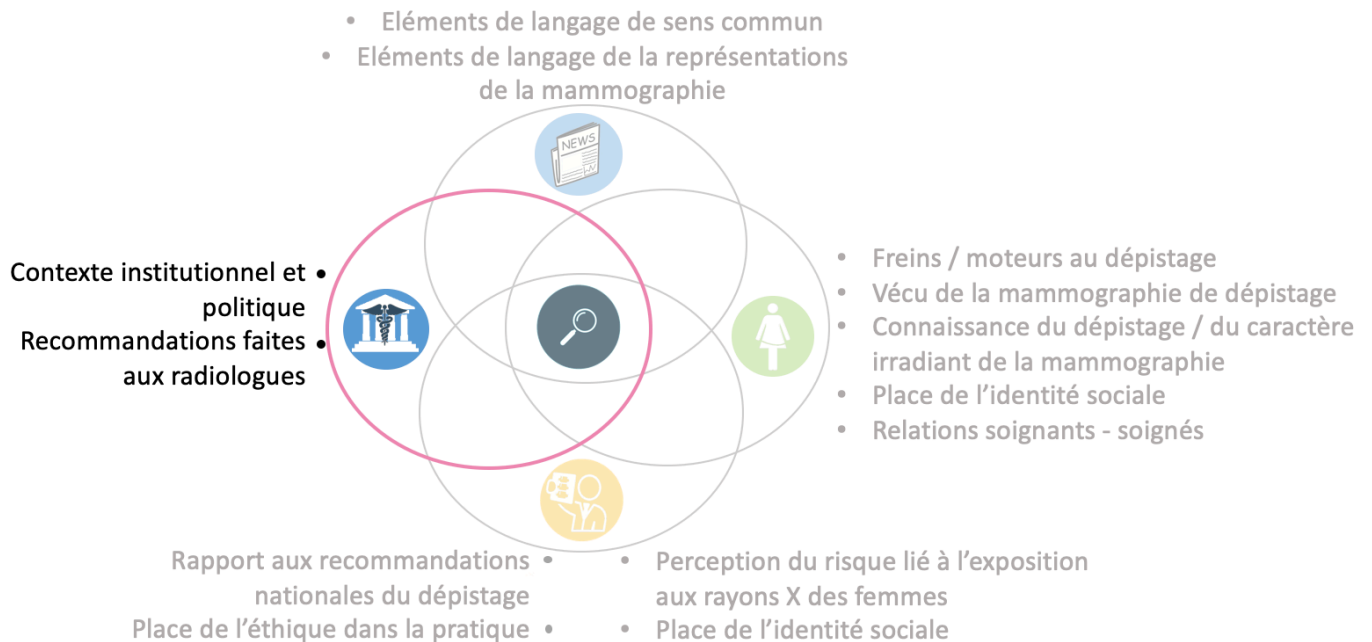 • Eléments de langage de sens commun
• Eléments de langage de la représentations
de la mammographie
NEWS
Contexte institutionnel et •
politique
Recommandations faites •
aux radiologues
• Freins / moteurs au dépistage
• Vécu de la mammographie de dépistage
• Connaissance du dépistage / du caractère
irradiant de la mammographie
• Place de l’identité sociale
• Relations soignants - soignés
Rapport aux recommandations •
nationales du dépistage
Place de l’éthique dans la pratique •
• Perception du risque lié à l’exposition
aux rayons X des femmes
• Place de l’identité sociale